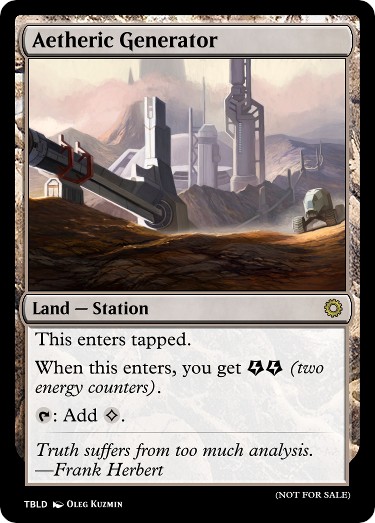 Aetheric Generator
Land — Station
This enters tapped.
When this enters, you get (two
energy counters).
: Add .
Truth suffers from too much analysis.
—Frank Herbert
TBLD Oleg Kuzmin
(NOT FOR SALE)